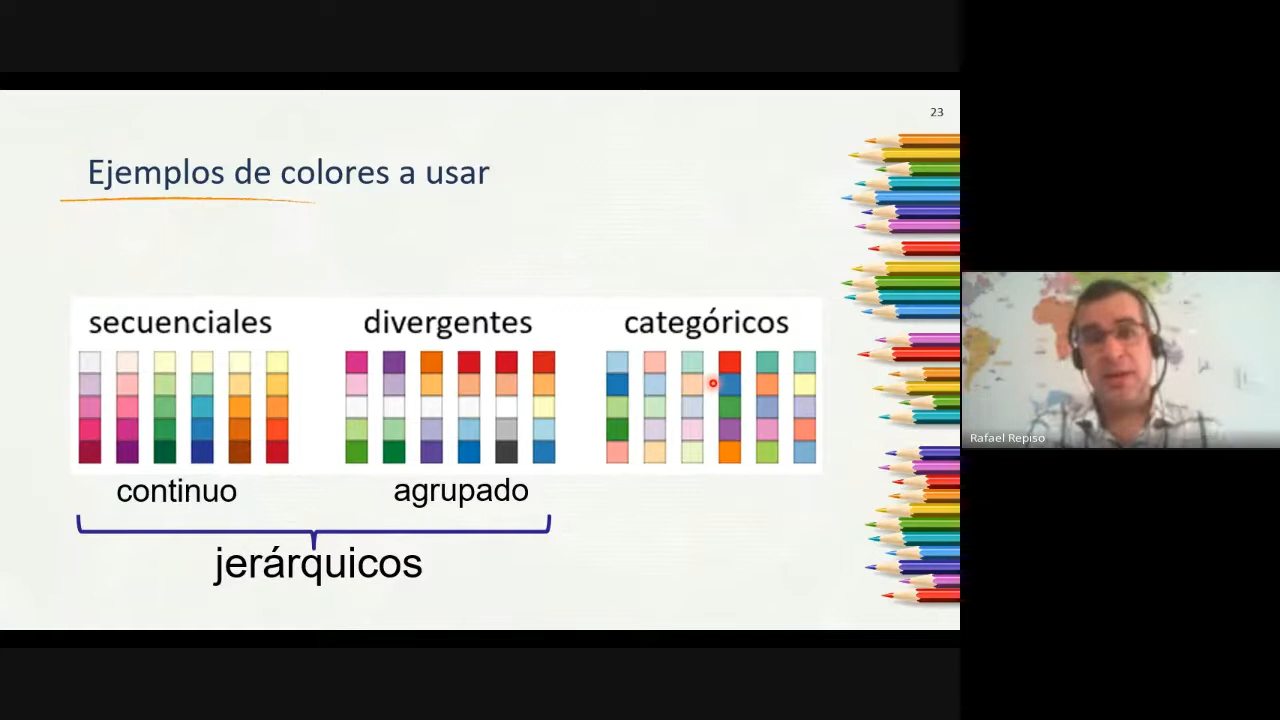 23
Ejemplos de colores a usar
secuenciales
divergentes
categóricos
continuo
agrupado
jerárquicos
Rafael Repiso